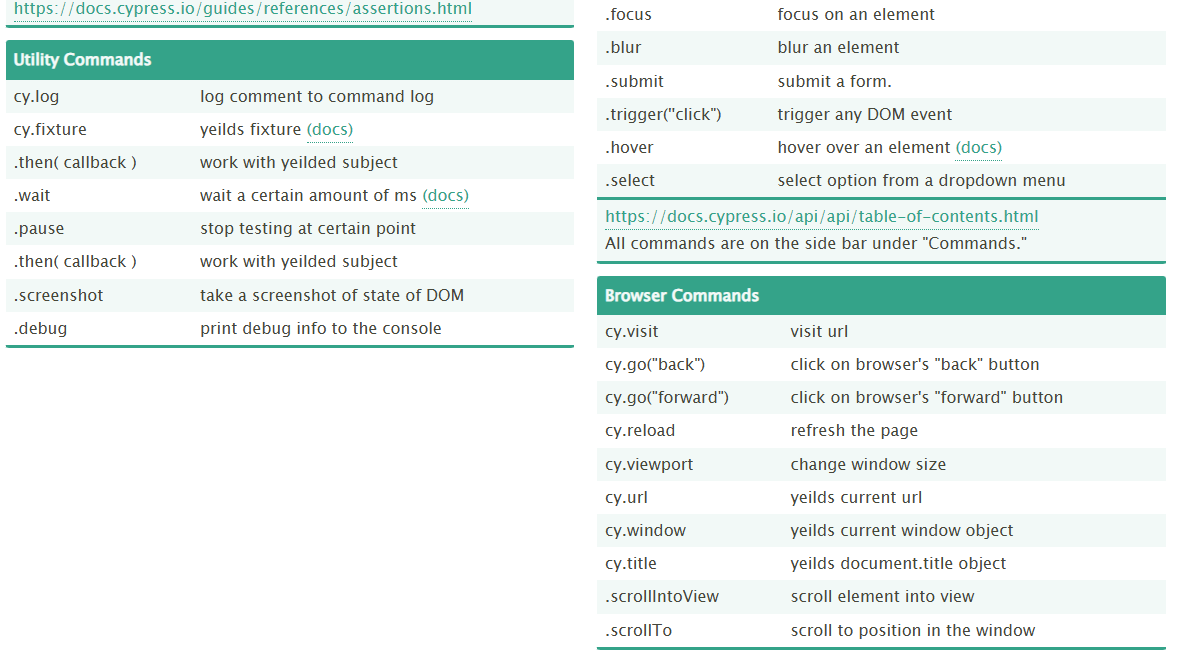 https://docs.cypress.io/guides/references/assertions.html
Utility Commands
cy.log log comment to command log
cy.fixture yeilds fixture (docs)
.then( callback ) work with yeilded subject
.wait wait a certain amount of ms (docs)
.pause stop testing at certain point
.then( callback ) work with yeilded subject
.screenshot take a screenshot of state of DOM
.debug print debug info to the console
.focus focus on an element
.blur blur an element
.submit submit a form.
.trigger("click") trigger any DOM event
.hover hover over an element (docs)
.select select option from a dropdown menu
https://docs.cypress.io/api/api/table-of-contents.html
All commands are on the side bar under "Commands."
Browser Commands
cy.visit visit url
cy.go("back") click on browser's "back" button
cy.go("forward") click on browser's "forward" button
cy.reload refresh the page
cy.viewport change window size
cy.url yeilds current url
cy.window yeilds current window object
cy.title yeilds document.title object
.scrollIntoView scroll element into view
.scrollTo scroll to position in the window